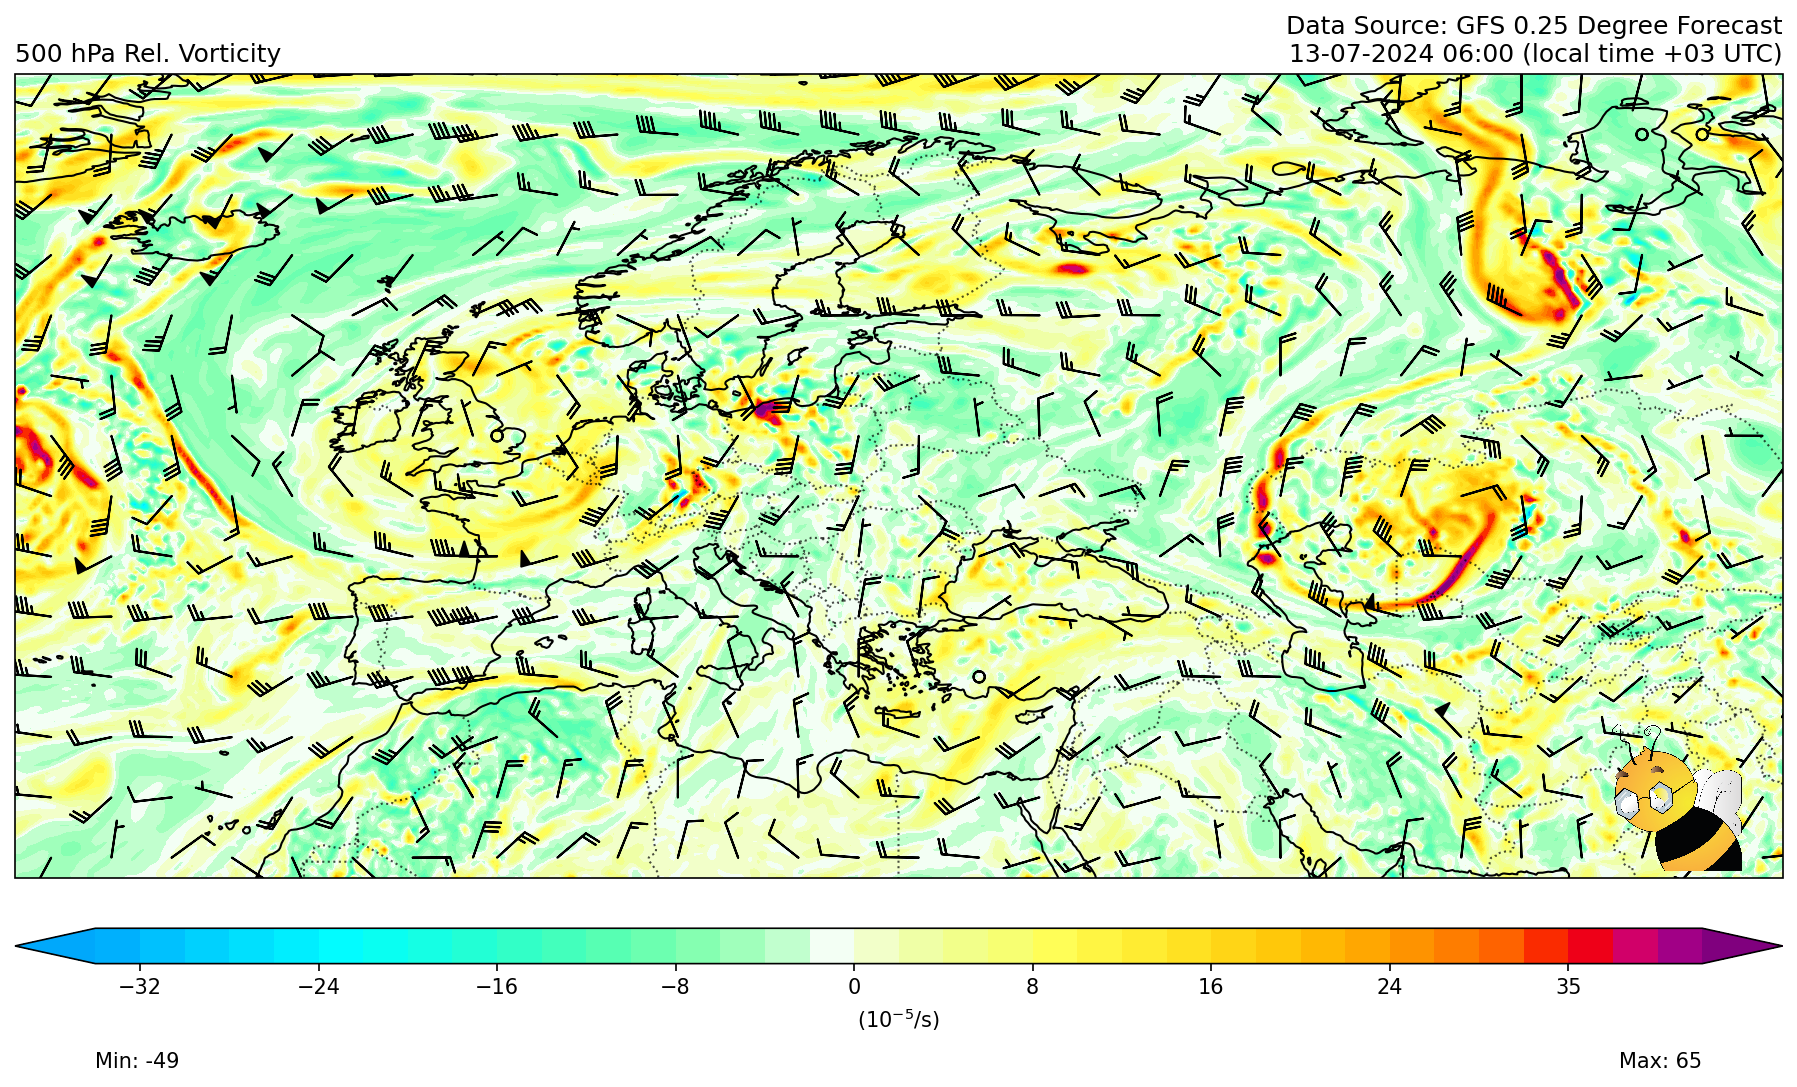 Data Source: GFS 0.25 Degree Forecast
500 hPa Rel. Vorticity
13-07-2024 06:00 (local time +03 UTC)
−32 −24 −16 −8 0 8 16 24 35
(10⁻⁵/s)
Min: -49
Max: 65